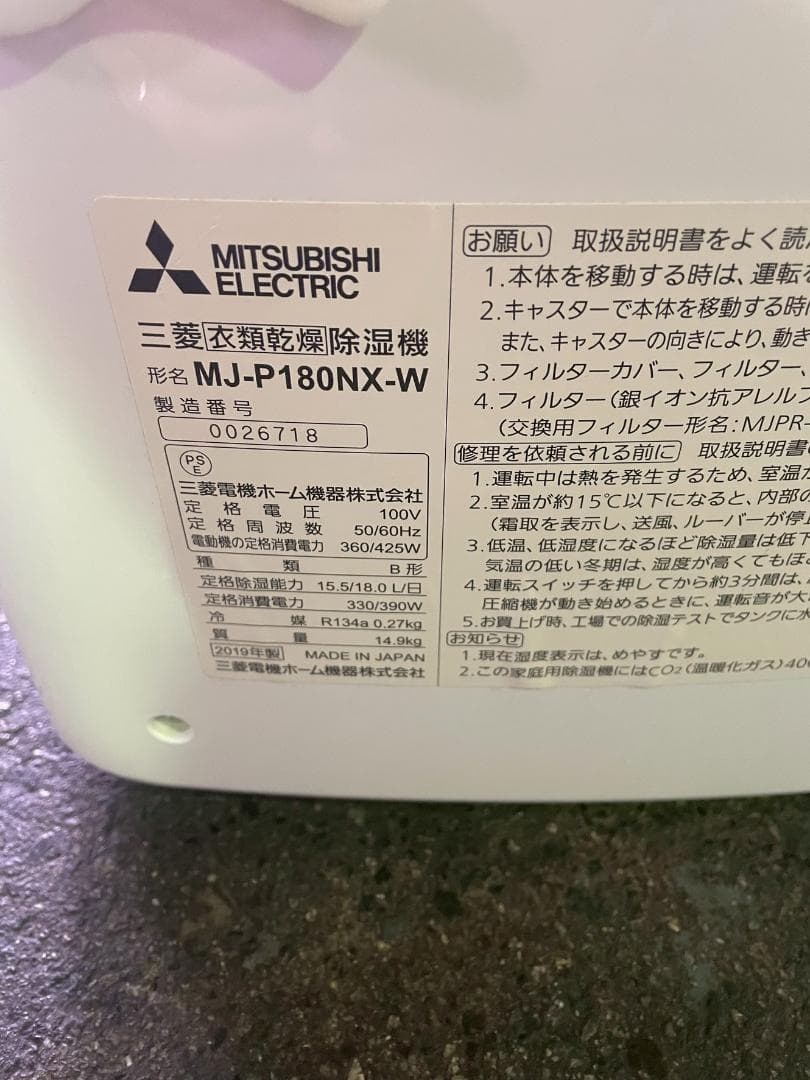 MITSUBISHI
ELECTRIC
三菱衣類乾燥除湿機
形名 MJ-P180NX-W
製造番号
0026718
PS
E
三菱電機ホーム機器株式会社
定格電圧 100V
定格周波数 50/60Hz
電動機の定格消費電力 360/425W
種類 B形
定格除湿能力 15.5/18.0 L/日
定格消費電力 330/390W
冷媒 R134a 0.27kg
質量 14.9kg
2019年製 MADE IN JAPAN
三菱電機ホーム機器株式会社
お願い 取扱説明書をよく読
1.本体を移動する時は、運転
2.キャスターで本体を移動する時
また、キャスターの向きにより、動き
3.フィルターカバー、フィルター、
4.フィルター(銀イオン抗アレル
(交換用フィルター形名:MJPR-
修理を依頼される前に 取扱説明書
1.運転中は熱を発生するため、室温
2.室温が約15℃以下になると、内部の
(霜取を表示し、送風、ルーバーが停
3.低温、低湿度になるほど除湿量は低下
気温の低い冬期は、湿度が高くても
4.運転スイッチを押してから約3分間は、
圧縮機が動き始めるときに、運転音が大
5.お買上げ時、工場での除湿テストでタンクに水
お知らせ
1.現在湿度表示は、めやすです。
2.この家庭用除湿機にはCO2(温暖化ガス)40